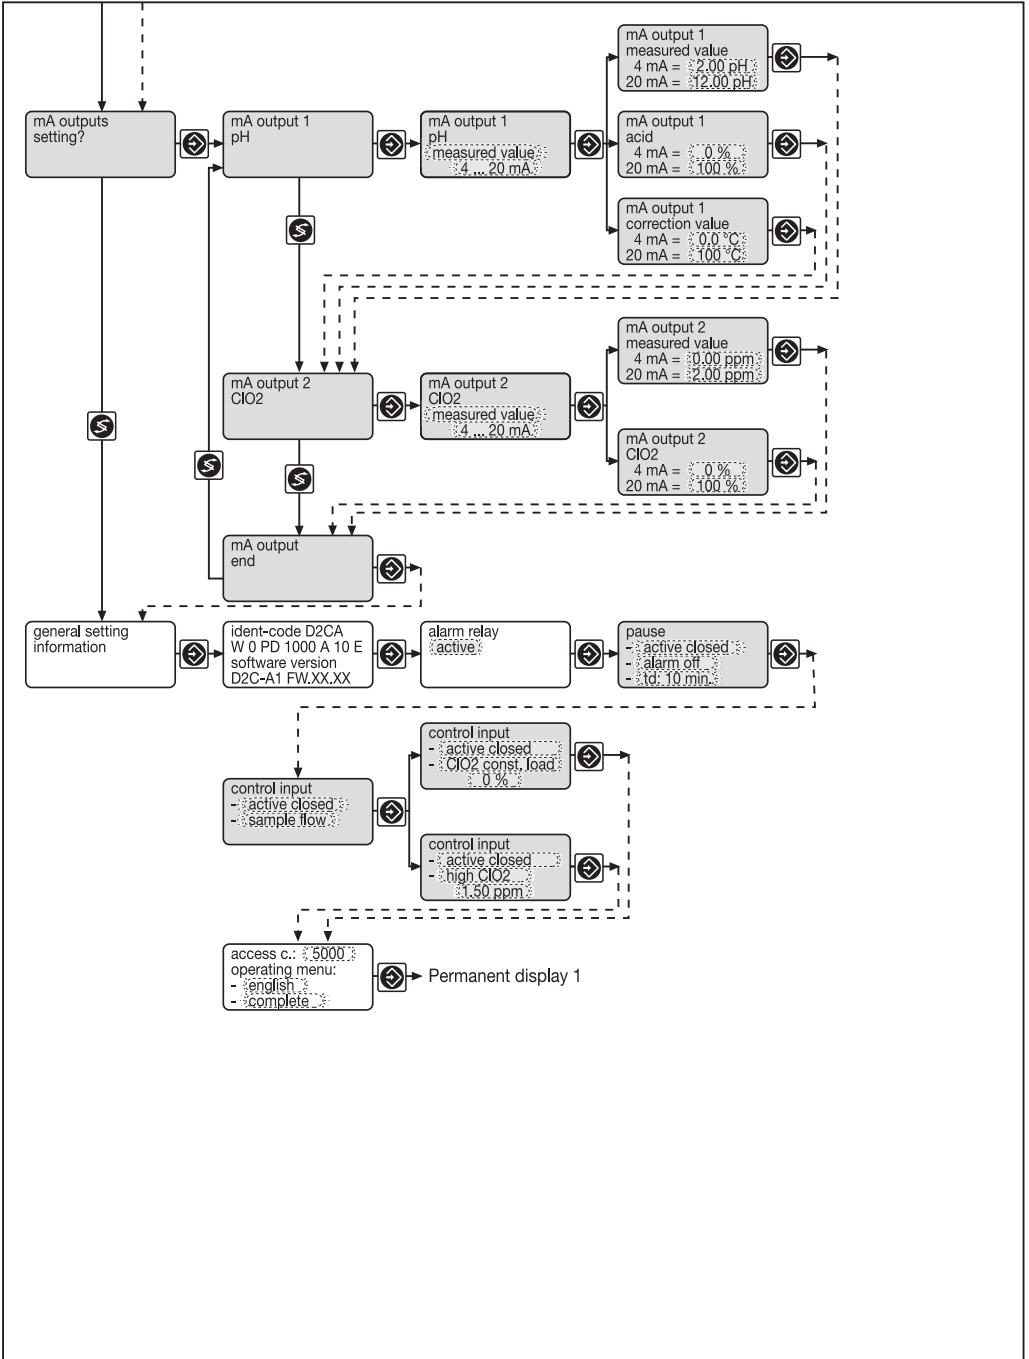 mA output 1
measured value
4 mA = 2.00 pH
20 mA = 12.00 pH
mA outputs
setting?
mA output 1
pH
mA output 1
pH
measured value
4 ... 20 mA
mA output 1
acid
4 mA = 0 %
20 mA = 100 %
mA output 1
correction value
4 mA = 0.0 °C
20 mA = 100 °C
mA output 2
measured value
4 mA = 0.00 ppm
20 mA = 2.00 ppm
mA output 2
ClO2
mA output 2
ClO2
measured value
4 ... 20 mA
mA output 2
ClO2
4 mA = 0 %
20 mA = 100 %
mA output
end
general setting
information
ident-code D2CA
W 0 PD 1000 A 10 E
software version
D2C-A1 FW.XX.XX
alarm relay
active
pause
- active closed
- alarm off
- td: 10 min.
control input
- active closed
- ClO2 const. load
0 %
control input
- active closed
- sample flow
control input
- active closed
- high ClO2
1.50 ppm
access c.: 5000
operating menu:
- english
- complete
Permanent display 1